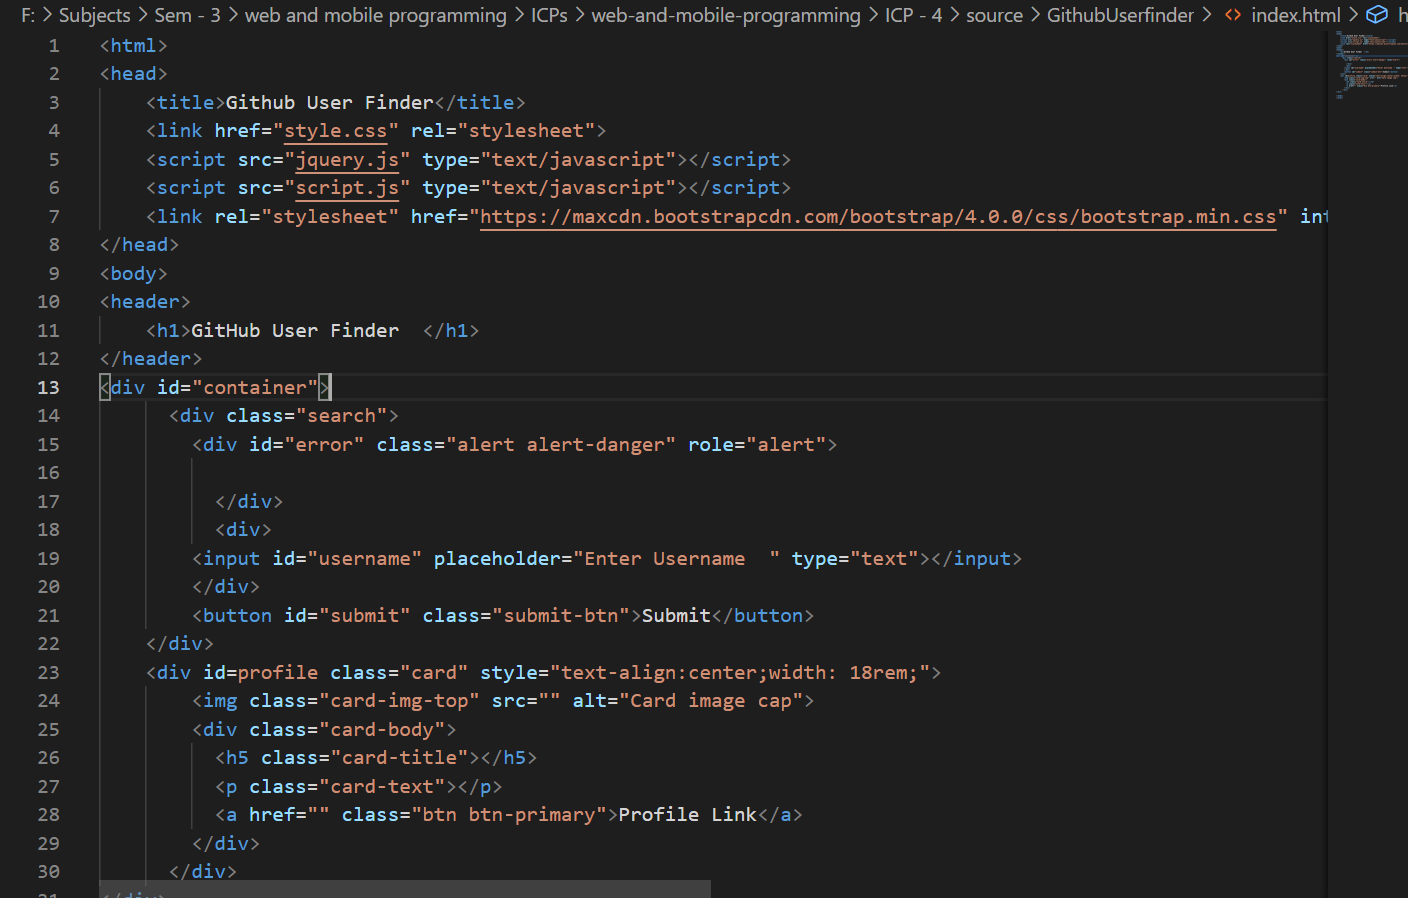 F: > Subjects > Sem - 3 > web and mobile programming > ICPs > web-and-mobile-programming > ICP - 4 > source > GithubUserfinder > <> index.html > h
1 <html>
2 <head>
3     <title>Github User Finder</title>
4     <link href="style.css" rel="stylesheet">
5     <script src="jquery.js" type="text/javascript"></script>
6     <script src="script.js" type="text/javascript"></script>
7     <link rel="stylesheet" href="https://maxcdn.bootstrapcdn.com/bootstrap/4.0.0/css/bootstrap.min.css" int
8 </head>
9 <body>
10 <header>
11     <h1>GitHub User Finder  </h1>
12 </header>
13 <div id="container">
14       <div class="search">
15         <div id="error" class="alert alert-danger" role="alert">
16
17           </div>
18           <div>
19         <input id="username" placeholder="Enter Username  " type="text"></input>
20         </div>
21         <button id="submit" class="submit-btn">Submit</button>
22     </div>
23     <div id=profile class="card" style="text-align:center;width: 18rem;">
24         <img class="card-img-top" src="" alt="Card image cap">
25         <div class="card-body">
26           <h5 class="card-title"></h5>
27           <p class="card-text"></p>
28           <a href="" class="btn btn-primary">Profile Link</a>
29         </div>
30       </div>
31 </div>